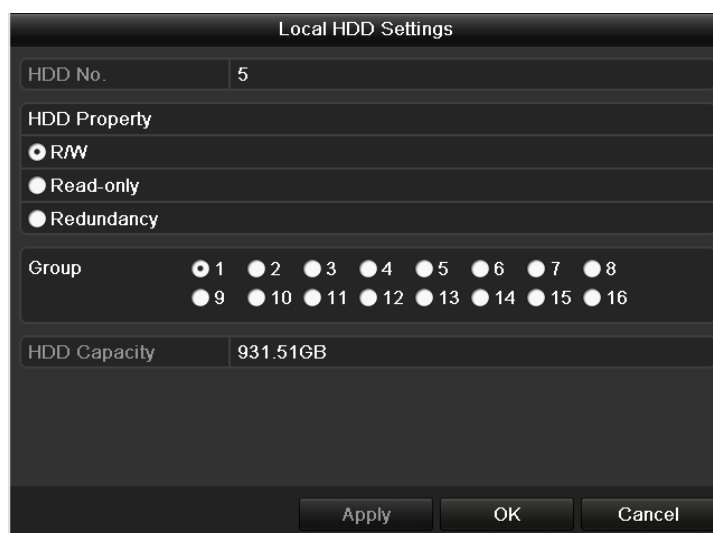 Local HDD Settings
HDD No. 5
HDD Property
R/W
Read-only
Redundancy
Group 1 2 3 4 5 6 7 8
9 10 11 12 13 14 15 16
HDD Capacity 931.51GB
Apply OK Cancel